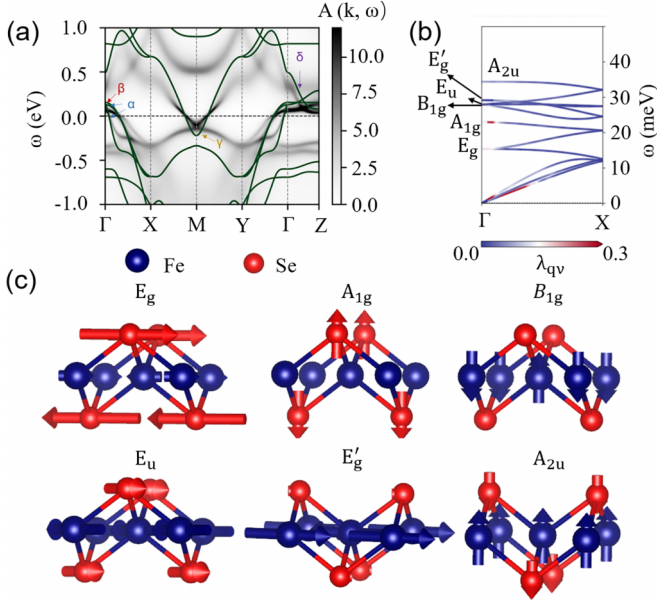 (a)
A (k, ω)
ω (eV)
1.0
0.5
0.0
-0.5
-1.0
β
α
γ
δ
Γ X M Y Γ Z
10.0
7.5
5.0
2.5
0.0
(b)
E′g
A2u
Eu
B1g
A1g
Eg
40
30
20
10
0
ω (meV)
Γ X
0.0 0.3
λqν
Fe Se
(c)
Eg A1g B1g
Eu E′g A2u